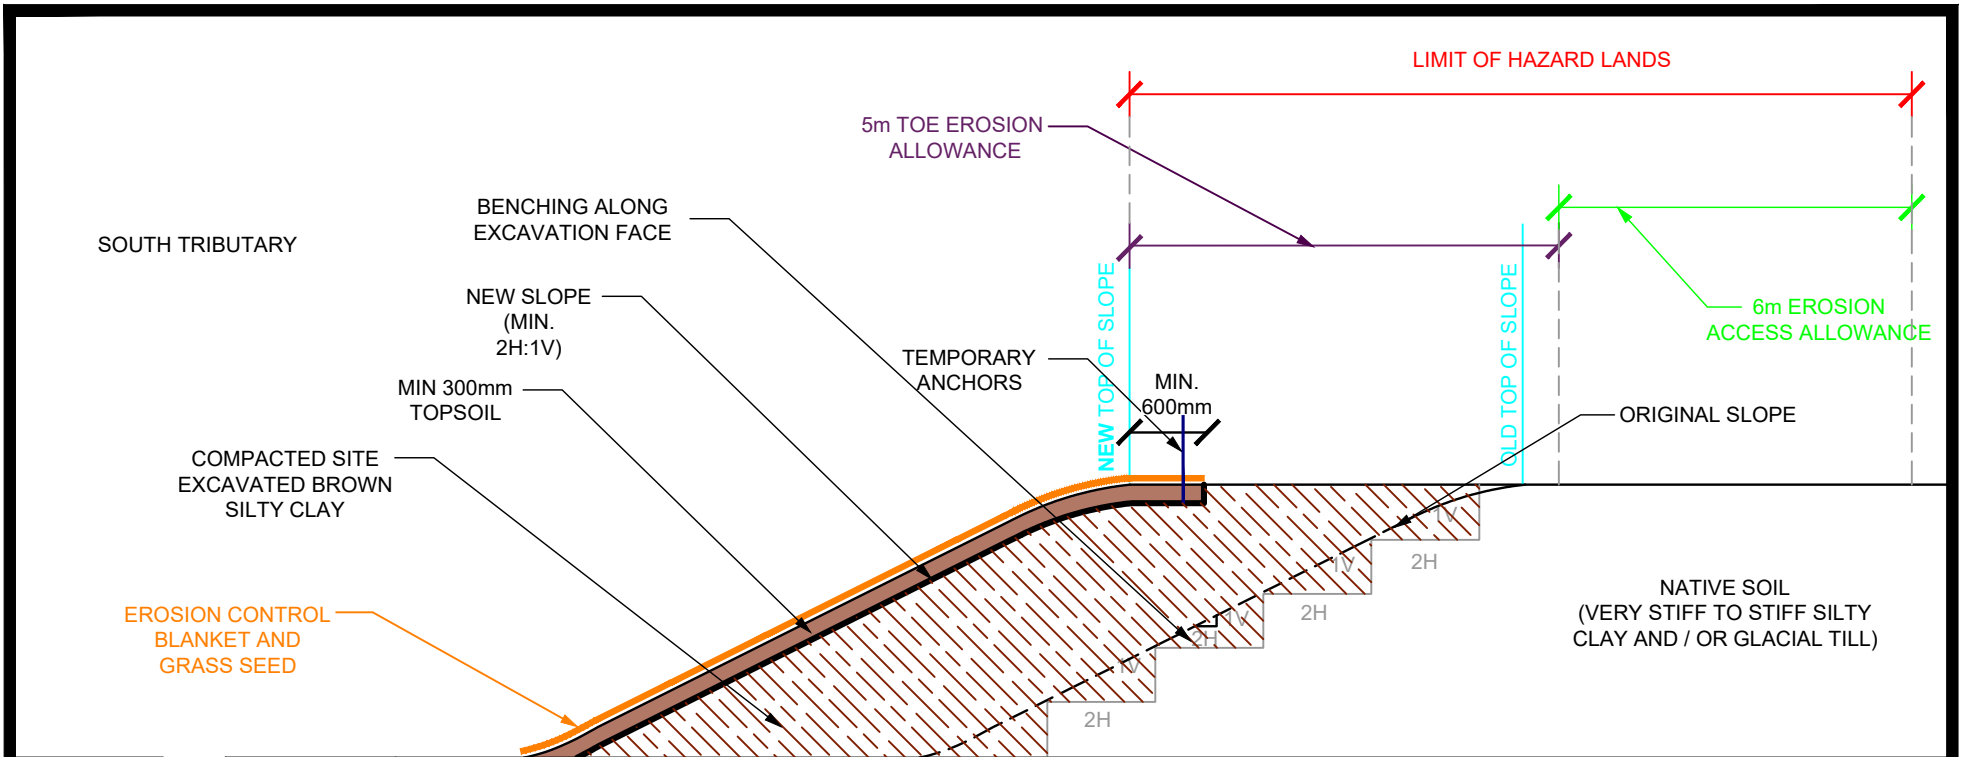 LIMIT OF HAZARD LANDS
5m TOE EROSION
ALLOWANCE
BENCHING ALONG
EXCAVATION FACE
SOUTH TRIBUTARY
NEW SLOPE
(MIN.
2H:1V)
NEW TOP OF SLOPE
OLD TOP OF SLOPE
6m EROSION
ACCESS ALLOWANCE
TEMPORARY
ANCHORS
MIN.
600mm
MIN 300mm
TOPSOIL
ORIGINAL SLOPE
COMPACTED SITE
EXCAVATED BROWN
SILTY CLAY
1V
2H
1V
2H
1V
2H
1V
2H
NATIVE SOIL
(VERY STIFF TO STIFF SILTY
CLAY AND / OR GLACIAL TILL)
EROSION CONTROL
BLANKET AND
GRASS SEED